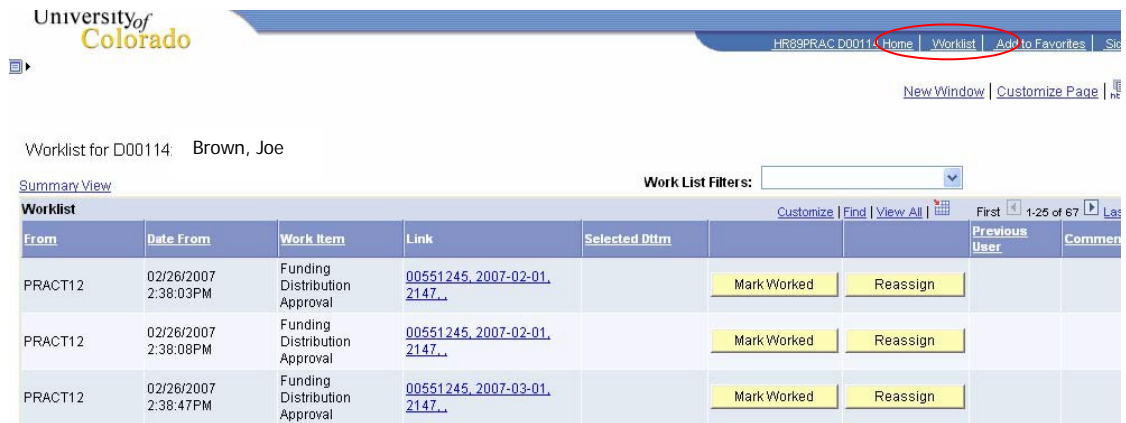 University of
Colorado
HR89PRAC D00114 Home | Worklist | Add to Favorites |
New Window | Customize Page |
Worklist for D00114: Brown, Joe
Summary View
Work List Filters:
Worklist
Customize | Find | View All | First 1-25 of 67
From Date From Work Item Link Selected Dttm Previous User
PRACT12 02/26/2007 2:38:03PM Funding Distribution Approval 00551245, 2007-02-01, 2147, , Mark Worked Reassign
PRACT12 02/26/2007 2:38:08PM Funding Distribution Approval 00551245, 2007-02-01, 2147, , Mark Worked Reassign
PRACT12 02/26/2007 2:38:47PM Funding Distribution Approval 00551245, 2007-03-01, 2147, , Mark Worked Reassign